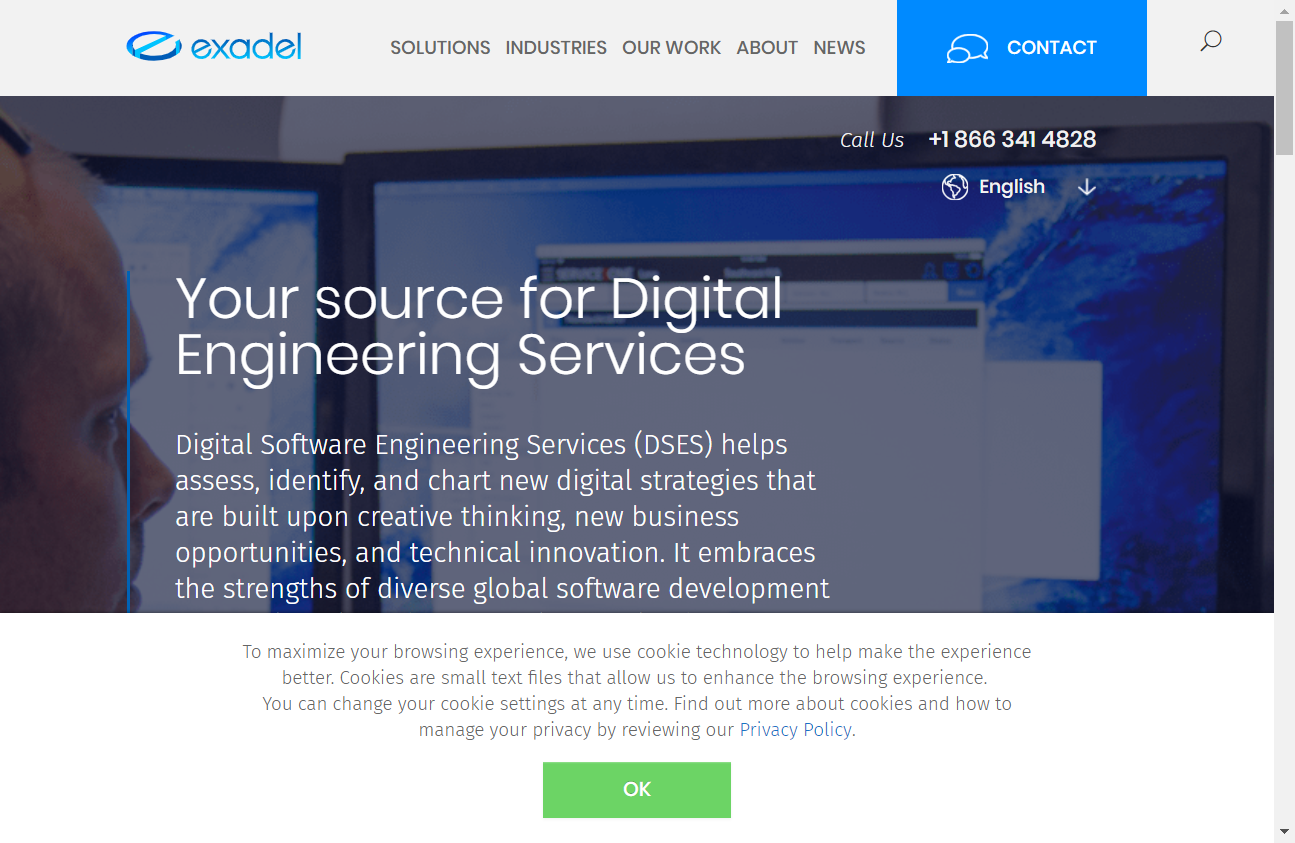 exadel
SOLUTIONS INDUSTRIES OUR WORK ABOUT NEWS
CONTACT
Call Us +1 866 341 4828
English
Your source for Digital
Engineering Services
Digital Software Engineering Services (DSES) helps
assess, identify, and chart new digital strategies that
are built upon creative thinking, new business
opportunities, and technical innovation. It embraces
the strengths of diverse global software development
To maximize your browsing experience, we use cookie technology to help make the experience
better. Cookies are small text files that allow us to enhance the browsing experience.
You can change your cookie settings at any time. Find out more about cookies and how to
manage your privacy by reviewing our Privacy Policy.
OK